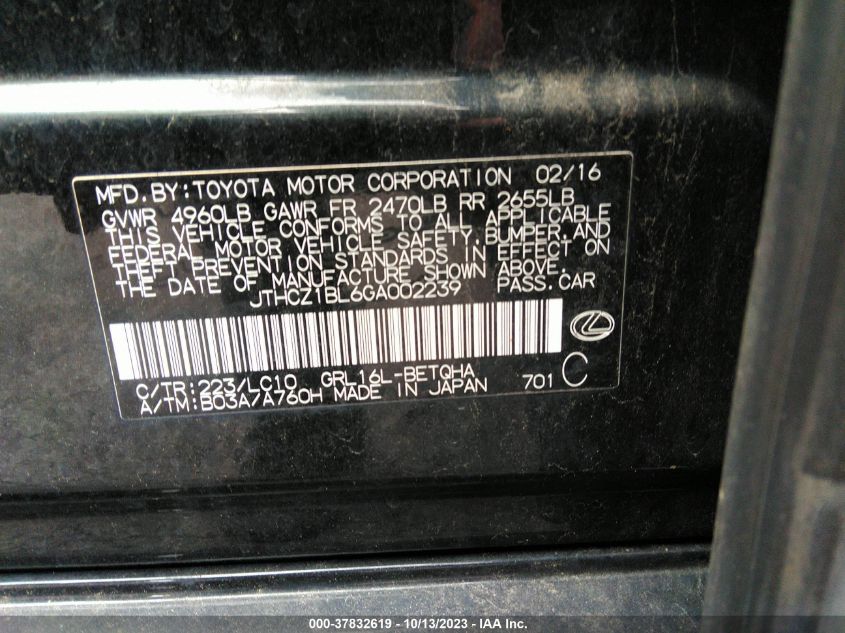 MFD.BY:TOYOTA MOTOR CORPORATION 02/16
GVWR 4960LB GAWR FR 2470LB RR 2655LB
THIS VEHICLE CONFORMS TO ALL APPLICABLE
FEDERAL MOTOR VEHICLE SAFETY,BUMPER,AND
THEFT PREVENTION STANDARDS IN EFFECT ON
THE DATE OF MANUFACTURE SHOWN ABOVE.
JTHCZ1BL6GA002239 PASS.CAR
C/TR:223/LC10 GRL16L-BETQHA
A/TM:B03A/A760H MADE IN JAPAN 701 C
000-37832619 - 10/13/2023 - IAA Inc.